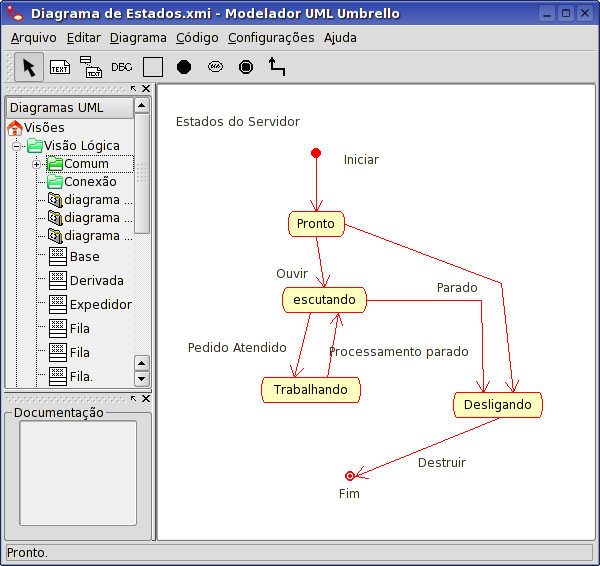 Diagrama de Estados.xmi - Modelador UML Umbrello
Arquivo Editar Diagrama Código Configurações Ajuda
TEXT TEXT DBC
Diagramas UML
Visões
Visão Lógica
Comum
Conexão
diagrama ...
diagrama ...
diagrama ...
Base
Derivada
Expedidor
Fila
Fila
Fila.
Documentação
Estados do Servidor
Iniciar
Pronto
Ouvir
escutando
Parado
Pedido Atendido
Processamento parado
Trabalhando
Desligando
Destruir
Fim
Pronto.